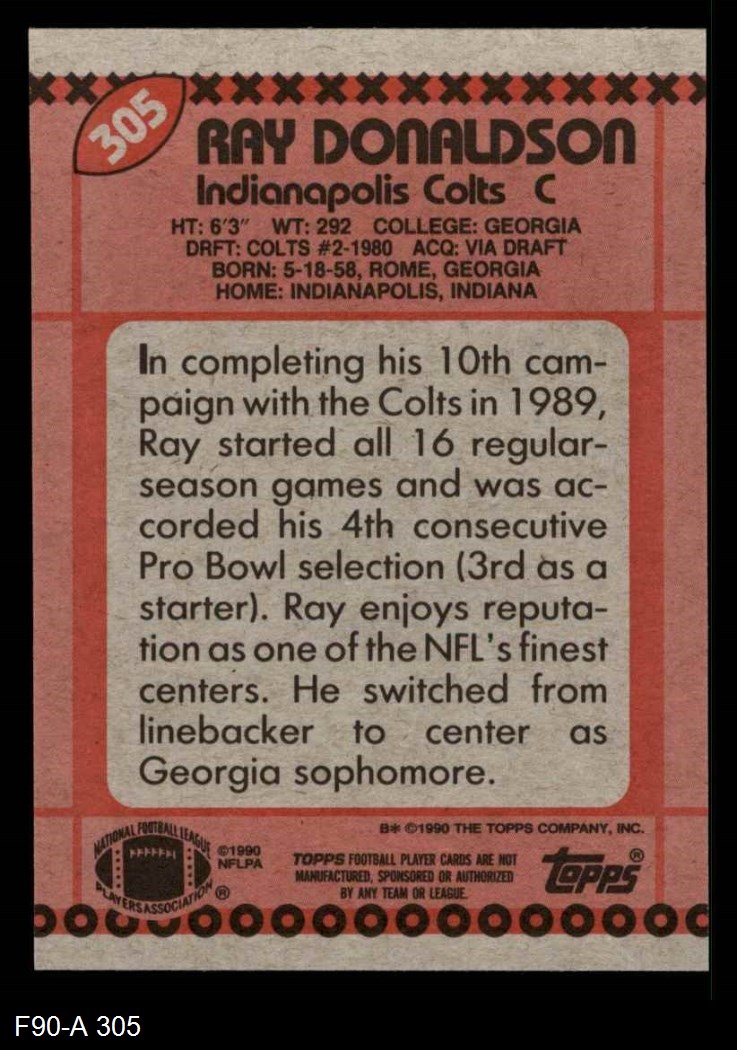 305
RAY DONALDSON
Indianapolis Colts C
HT: 6'3" WT: 292 COLLEGE: GEORGIA
DRFT: COLTS #2-1980 ACQ: VIA DRAFT
BORN: 5-18-58, ROME, GEORGIA
HOME: INDIANAPOLIS, INDIANA
In completing his 10th cam-
paign with the Colts in 1989,
Ray started all 16 regular-
season games and was ac-
corded his 4th consecutive
Pro Bowl selection (3rd as a
starter). Ray enjoys reputa-
tion as one of the NFL's finest
centers. He switched from
linebacker to center as
Georgia sophomore.
B* ©1990 THE TOPPS COMPANY, INC.
NATIONAL FOOTBALL LEAGUE
PLAYERS ASSOCIATION ®
©1990
NFLPA
TOPPS FOOTBALL PLAYER CARDS ARE NOT
MANUFACTURED, SPONSORED OR AUTHORIZED
BY ANY TEAM OR LEAGUE.
topps®
F90-A 305